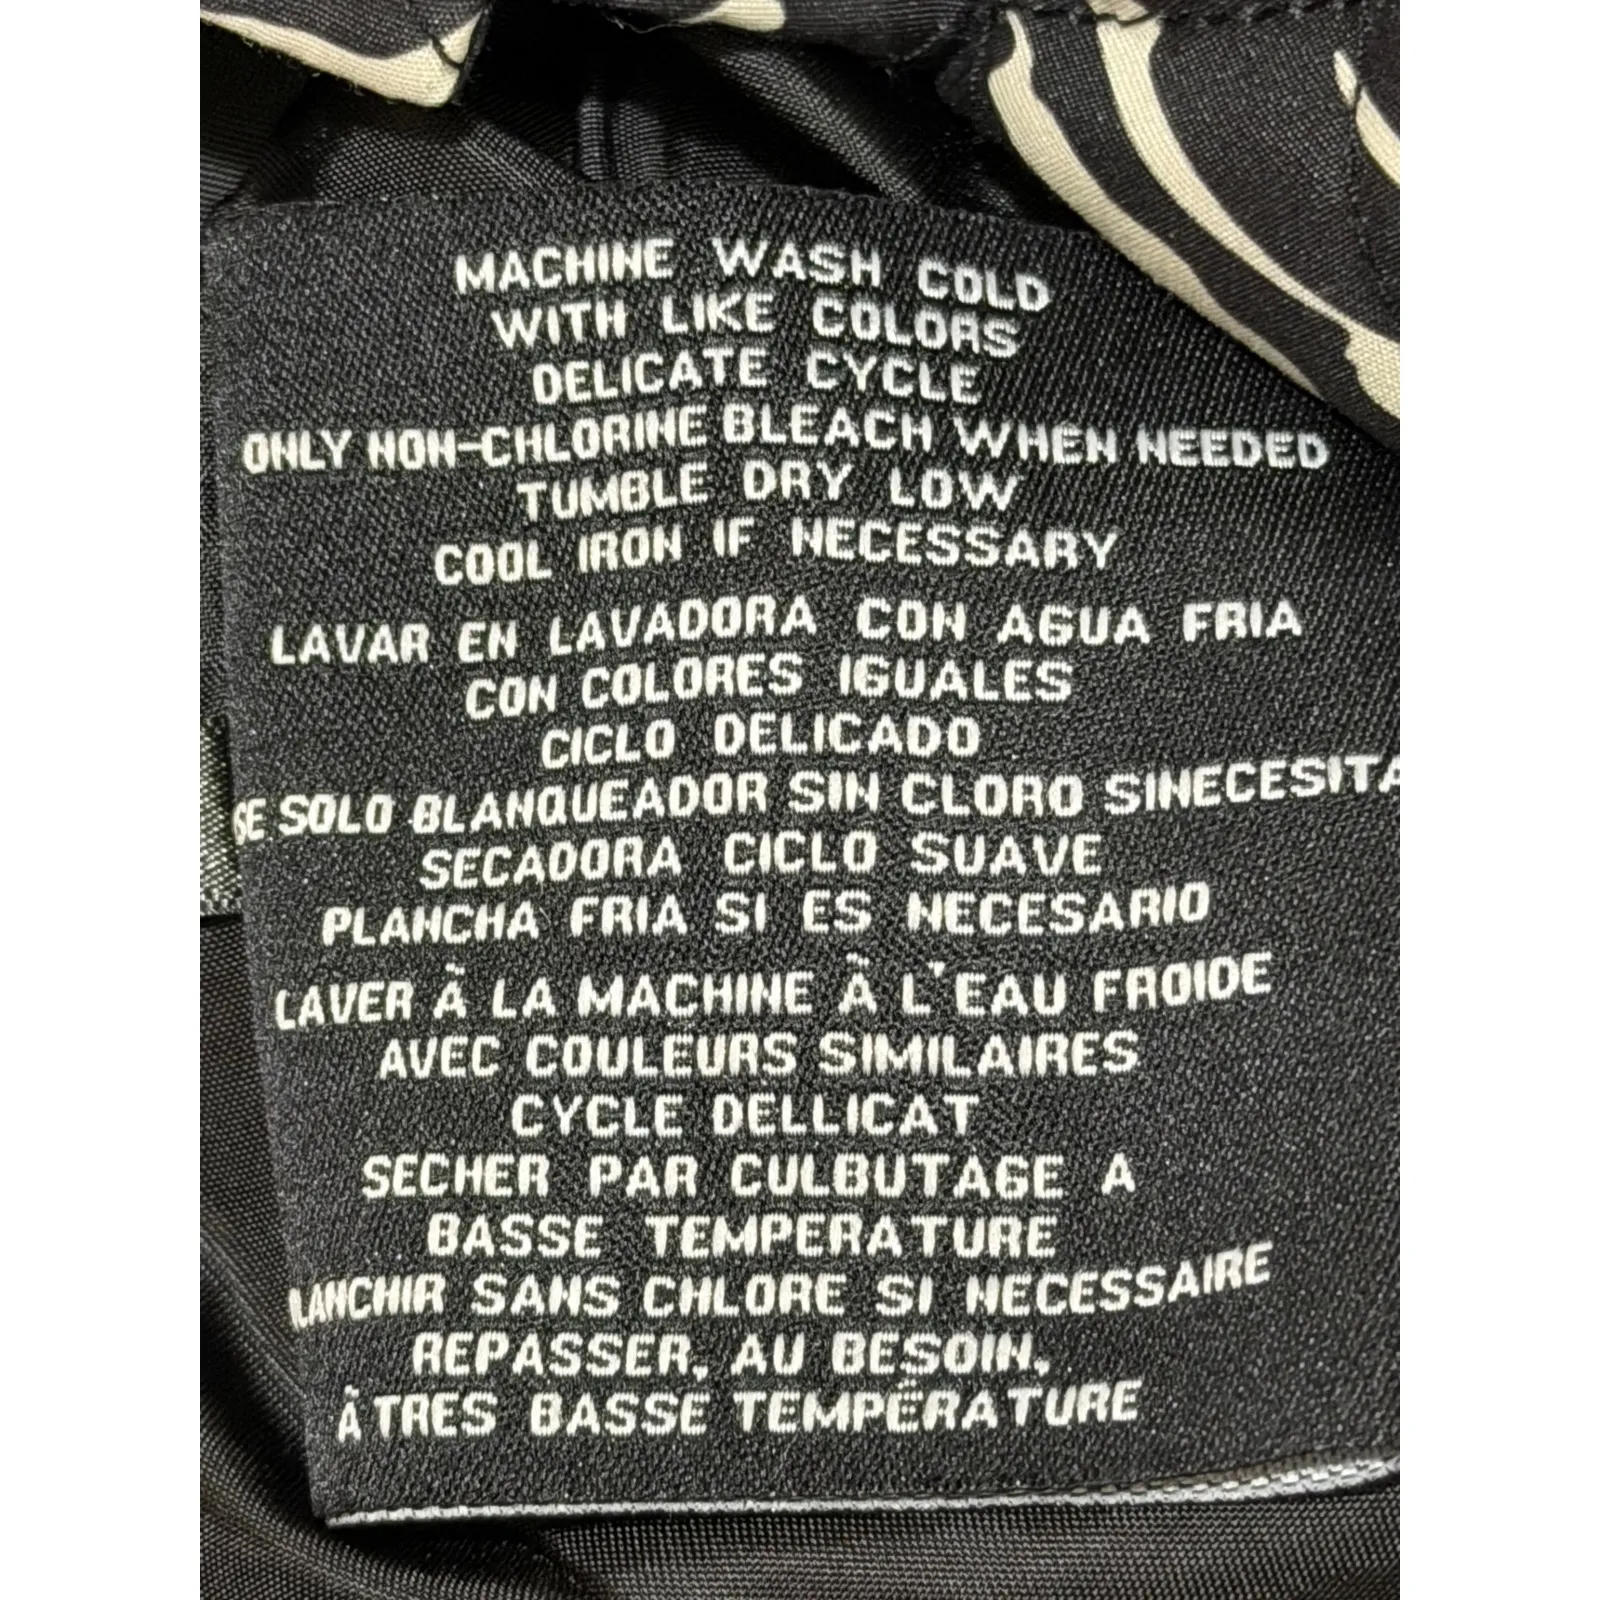 MACHINE WASH COLD
WITH LIKE COLORS
DELICATE CYCLE
ONLY NON-CHLORINE BLEACH WHEN NEEDED
TUMBLE DRY LOW
COOL IRON IF NECESSARY
LAVAR EN LAVADORA CON AGUA FRIA
CON COLORES IGUALES
CICLO DELICADO
SE SOLO BLANQUEADOR SIN CLORO SINECESITA
SECADORA CICLO SUAVE
PLANCHA FRIA SI ES NECESARIO
LAVER À LA MACHINE À L'EAU FROIDE
AVEC COULEURS SIMILAIRES
CYCLE DELLICAT
SECHER PAR CULBUTAGE A
BASSE TEMPERATURE
LANCHIR SANS CHLORE SI NECESSAIRE
REPASSER, AU BESOIN,
À TRES BASSE TEMPÉRATURE